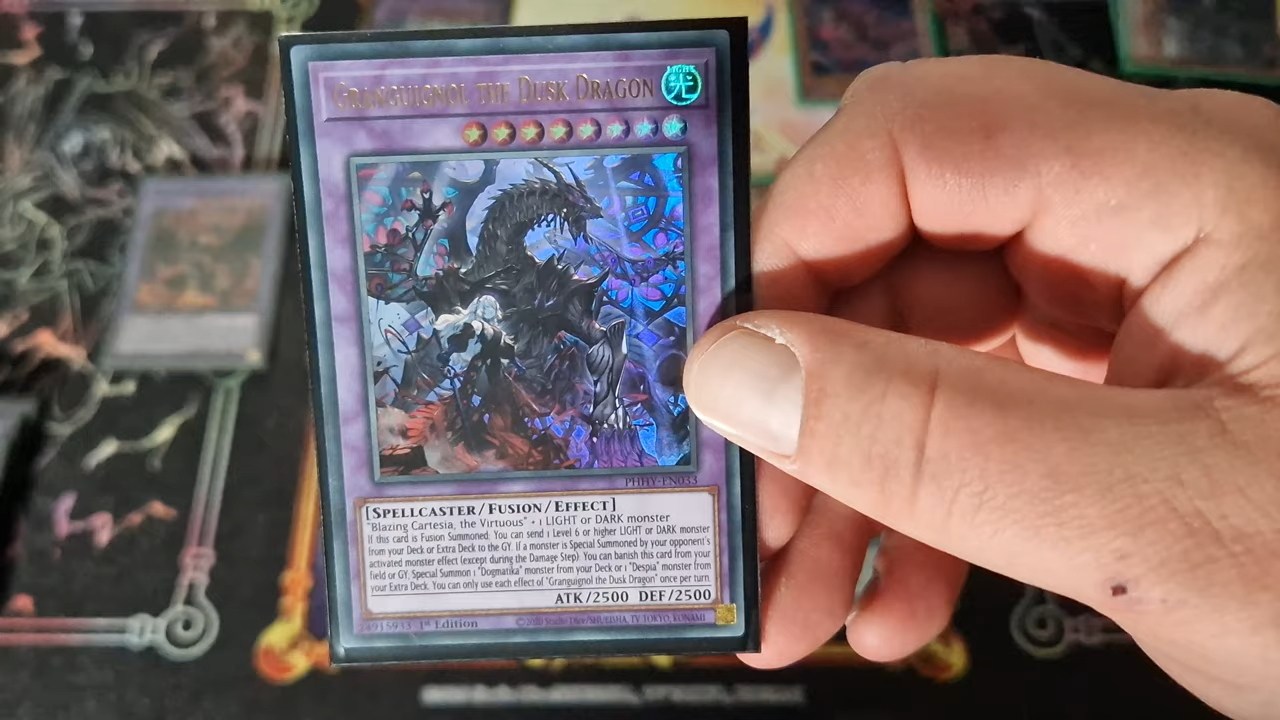 Granguignol the Dusk Dragon
LIGHT
光
PHHY-EN033
[Spellcaster/Fusion/Effect]
"Blazing Cartesia, the Virtuous" + 1 LIGHT or DARK monster
If this card is Fusion Summoned: You can send 1 Level 6 or higher LIGHT or DARK monster
from your Deck or Extra Deck to the GY. If a monster is Special Summoned by your opponent's
activated monster effect (except during the Damage Step): You can banish this card from your
field or GY; Special Summon 1 "Dogmatika" monster from your Deck or 1 "Despia" monster from
your Extra Deck. You can only use each effect of "Granguignol the Dusk Dragon" once per turn.
ATK/2500 DEF/2500
24915933 1st Edition ©2020 Studio Dice/SHUEISHA, TV TOKYO, KONAMI